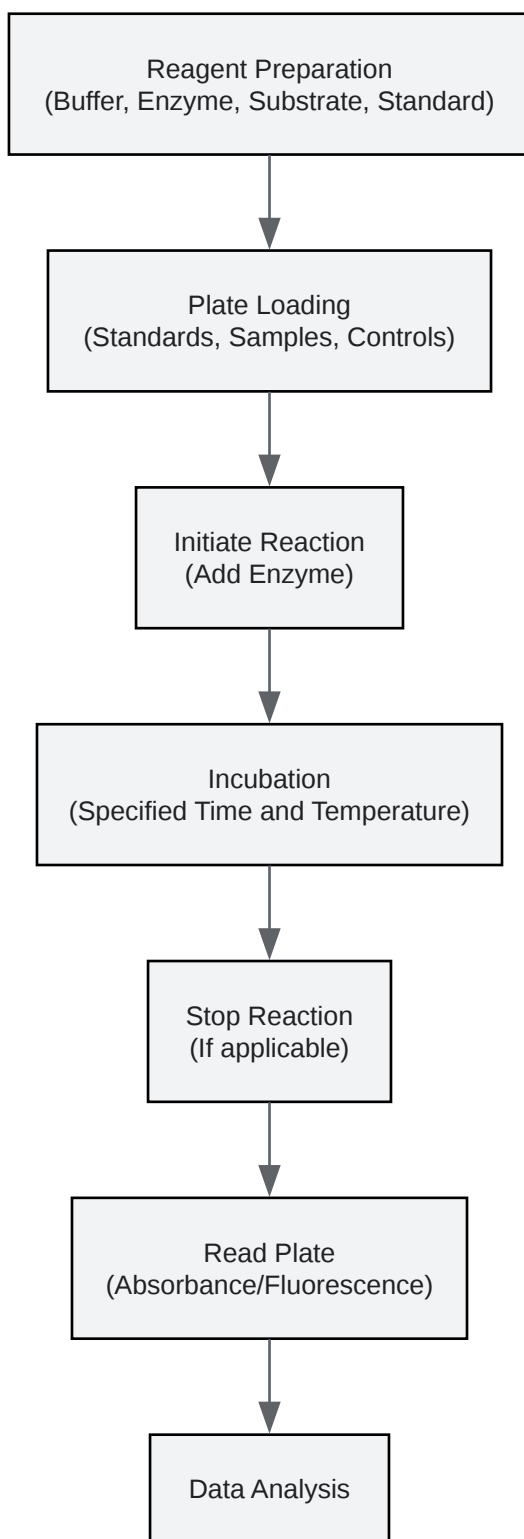 Reagent Preparation
(Buffer, Enzyme, Substrate, Standard)
Plate Loading
(Standards, Samples, Controls)
Initiate Reaction
(Add Enzyme)
Incubation
(Specified Time and Temperature)
Stop Reaction
(If applicable)
Read Plate
(Absorbance/Fluorescence)
Data Analysis